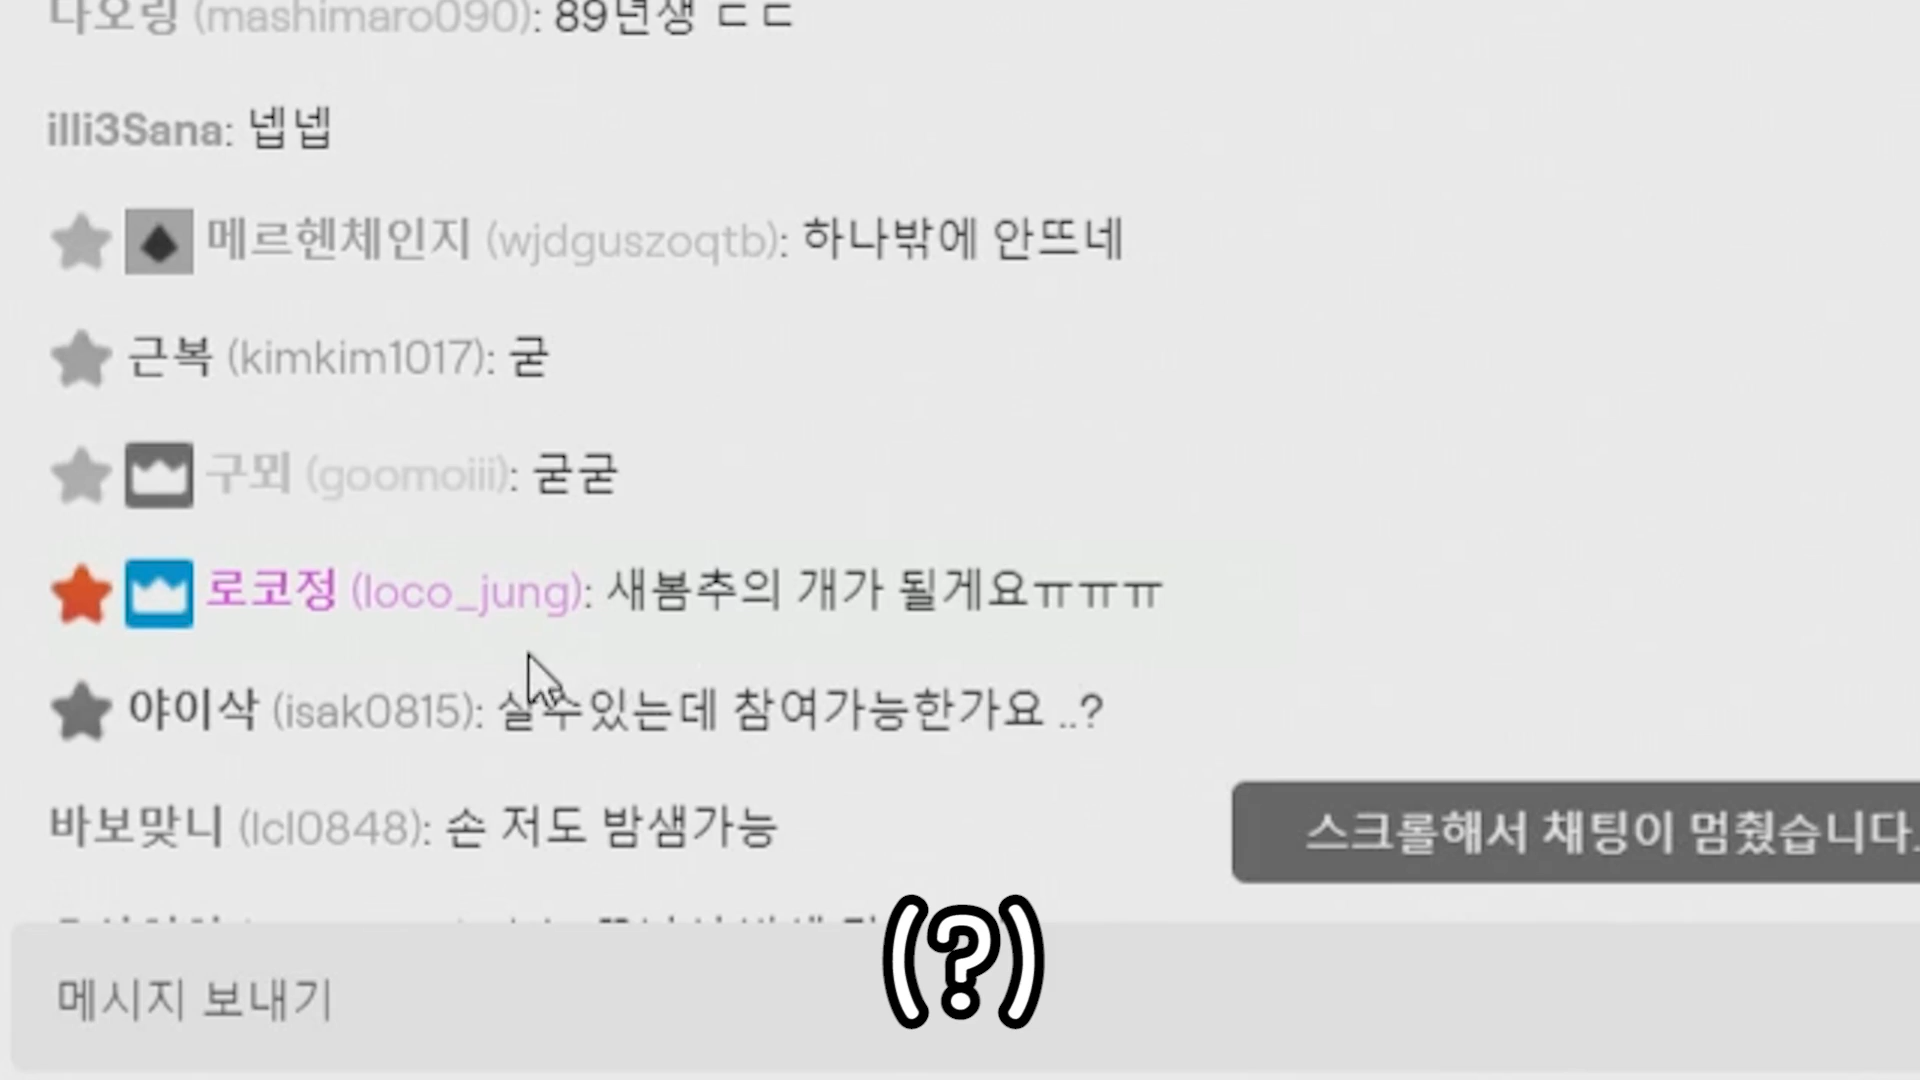 다오링 (mashimaro090): 89년생 ㄷㄷ
illi3Sana: 넵넵
메르헨체인지 (wjdguszoqtb): 하나밖에 안뜨네
근복 (kimkim1017): 굳
구뫼 (goomoiii): 굳굳
로코정 (loco_jung): 새봄추의 개가 될게요ㅠㅠㅠ
야이삭 (isak0815): 살수있는데 참여가능한가요 ..?
바보맞니 (lcl0848): 손 저도 밤샘가능
스크롤해서 채팅이 멈췄습니다.
(?)
메시지 보내기